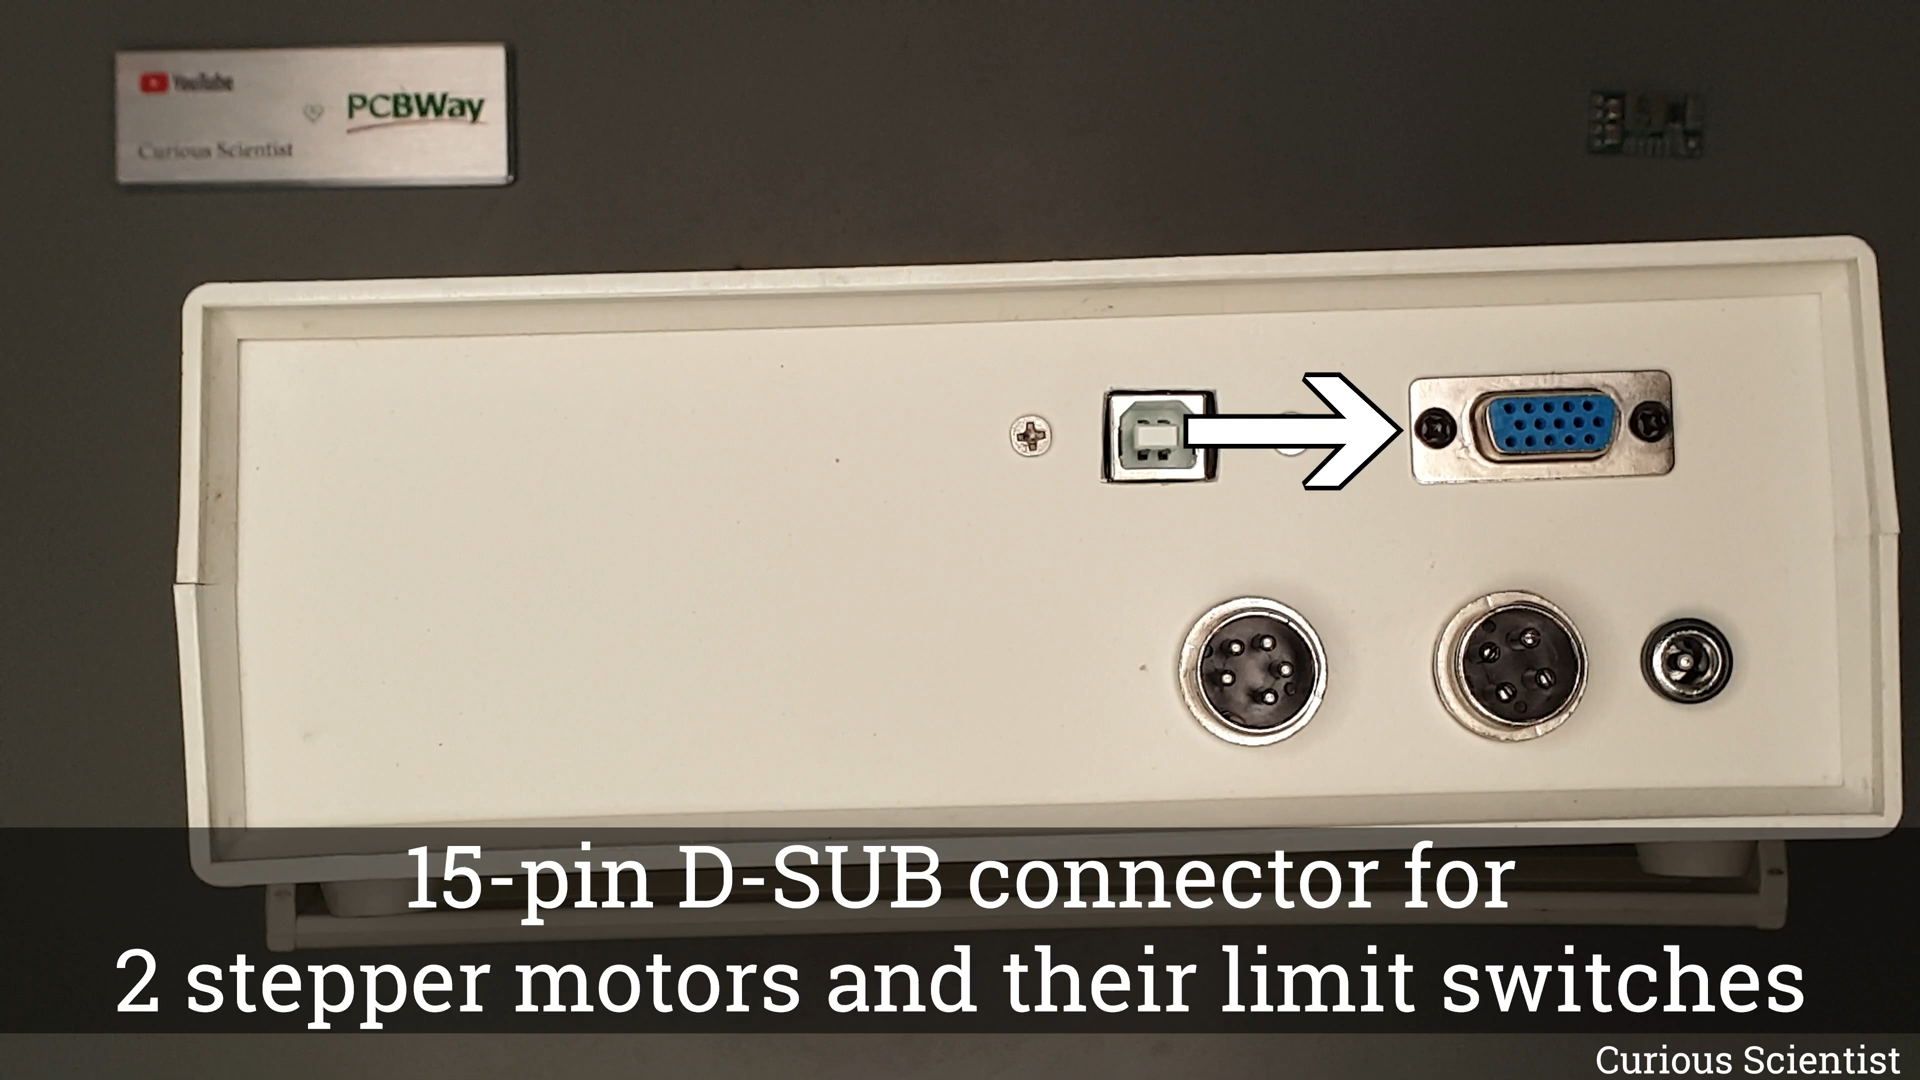 YouTube
PCBWay
Curious Scientist
15-pin D-SUB connector for
2 stepper motors and their limit switches
Curious Scientist